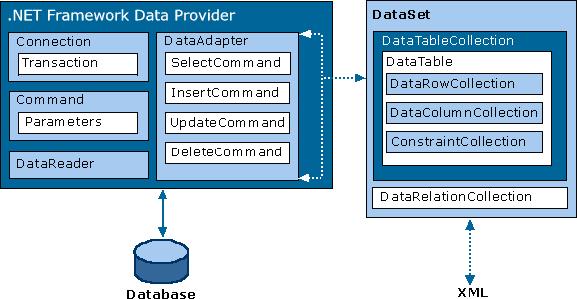 .NET Framework Data Provider
Connection
Transaction
Command
Parameters
DataReader
DataAdapter
SelectCommand
InsertCommand
UpdateCommand
DeleteCommand
DataSet
DataTableCollection
DataTable
DataRowCollection
DataColumnCollection
ConstraintCollection
DataRelationCollection
Database
XML